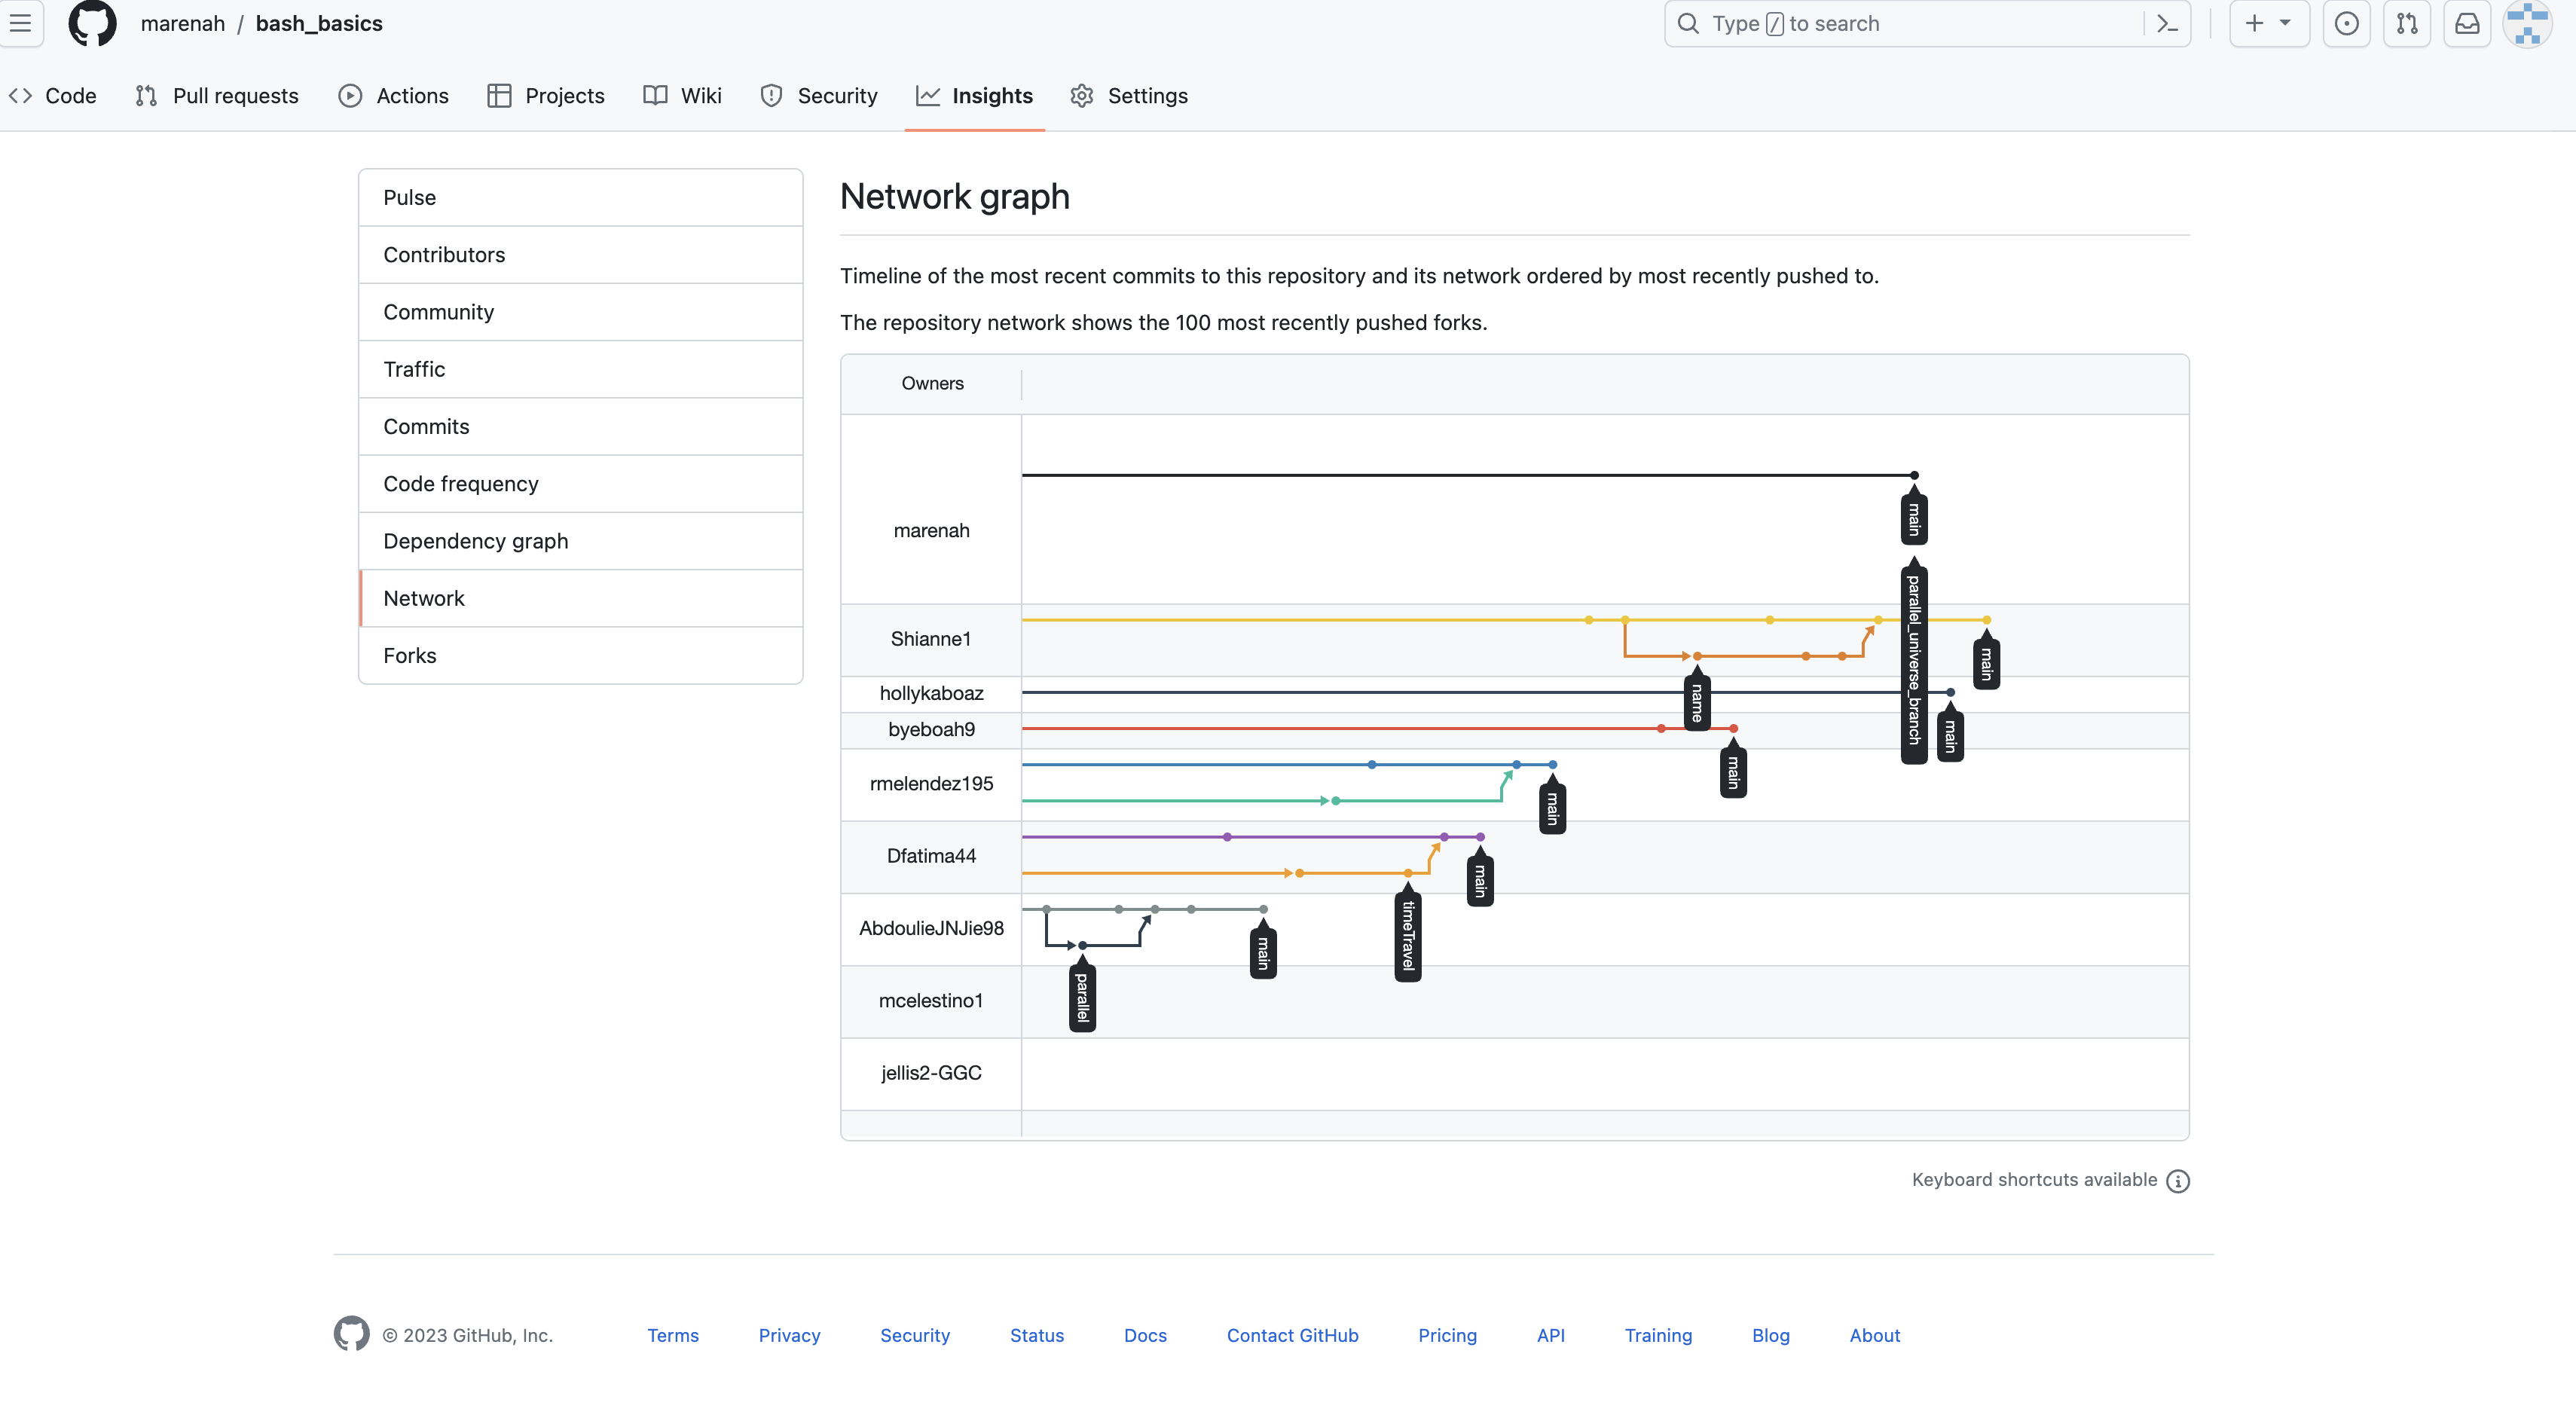 marenah / bash_basics
Type / to search
Code
Pull requests
Actions
Projects
Wiki
Security
Insights
Settings
Pulse
Contributors
Community
Traffic
Commits
Code frequency
Dependency graph
Network
Forks
Network graph
Timeline of the most recent commits to this repository and its network ordered by most recently pushed to.
The repository network shows the 100 most recently pushed forks.
Owners
marenah
main
parallel_universe_branch
Shianne1
main
name
hollykaboaz
main
byeboah9
main
rmelendez195
main
Dfatima44
main
timeTravel
AbdoulieJNJie98
main
parallel
mcelestino1
jellis2-GGC
Keyboard shortcuts available
© 2023 GitHub, Inc.
Terms
Privacy
Security
Status
Docs
Contact GitHub
Pricing
API
Training
Blog
About